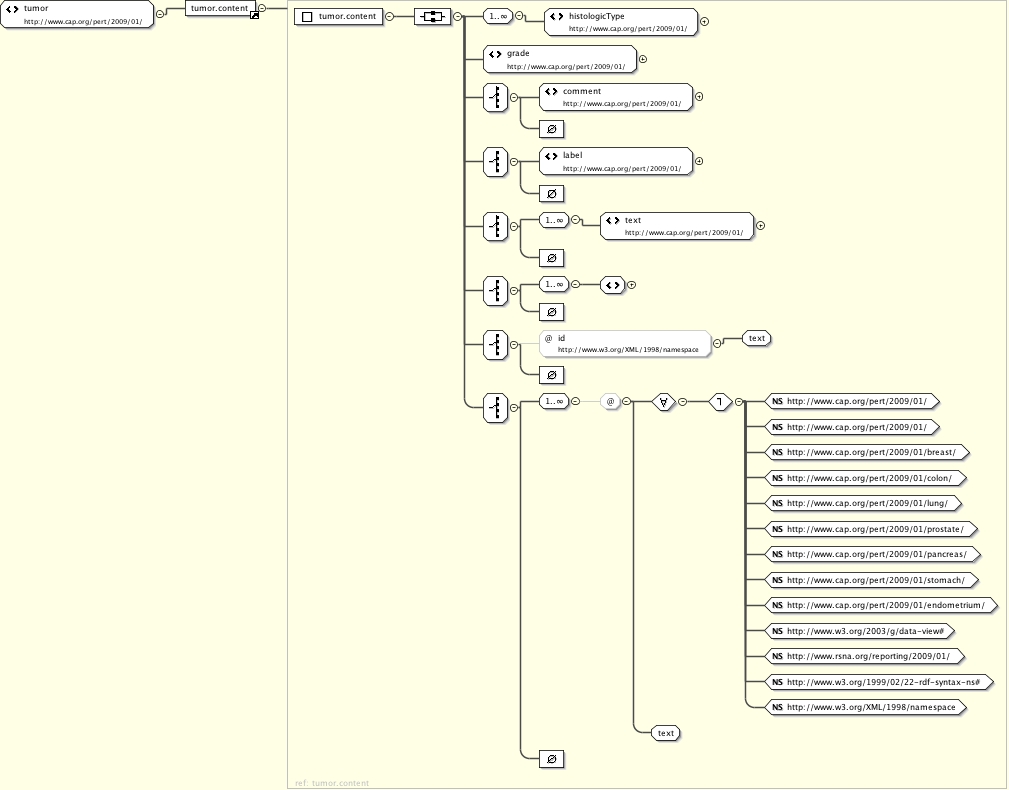 tumor
http://www.cap.org/pert/2009/01/
tumor.content
tumor.content
1..∞
histologicType
http://www.cap.org/pert/2009/01/
grade
http://www.cap.org/pert/2009/01/
comment
http://www.cap.org/pert/2009/01/
∅
label
http://www.cap.org/pert/2009/01/
∅
1..∞
text
http://www.cap.org/pert/2009/01/
∅
1..∞
∅
@ id
http://www.w3.org/XML/1998/namespace
text
∅
1..∞
@
∀
NS http://www.cap.org/pert/2009/01/
NS http://www.cap.org/pert/2009/01/
NS http://www.cap.org/pert/2009/01/breast/
NS http://www.cap.org/pert/2009/01/colon/
NS http://www.cap.org/pert/2009/01/lung/
NS http://www.cap.org/pert/2009/01/prostate/
NS http://www.cap.org/pert/2009/01/pancreas/
NS http://www.cap.org/pert/2009/01/stomach/
NS http://www.cap.org/pert/2009/01/endometrium/
NS http://www.w3.org/2003/g/data-view#
NS http://www.rsna.org/reporting/2009/01/
NS http://www.w3.org/1999/02/22-rdf-syntax-ns#
NS http://www.w3.org/XML/1998/namespace
text
∅
ref: tumor.content